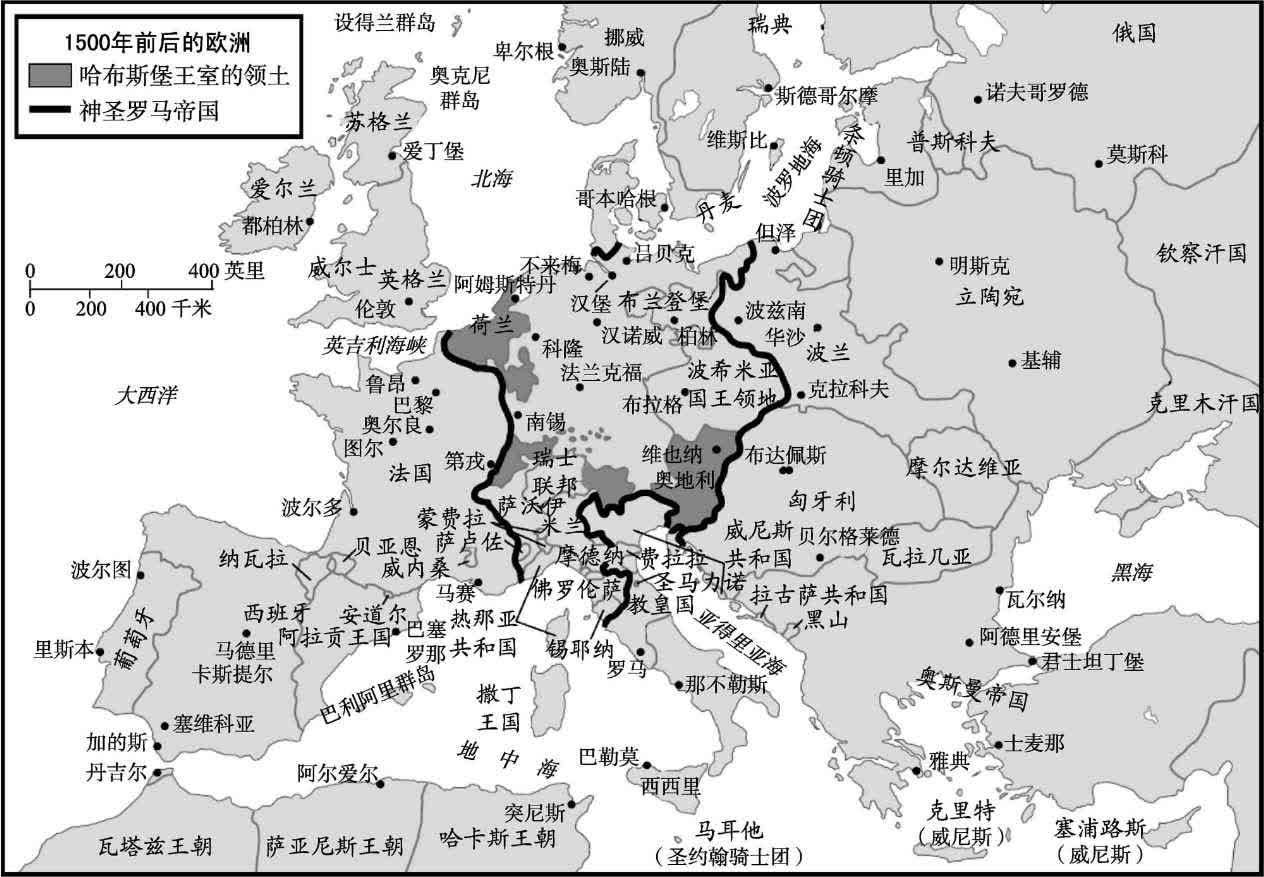 1500年前后的欧洲
哈布斯堡王室的领土
神圣罗马帝国
设得兰群岛
卑尔根
挪威
奥斯陆
瑞典
俄国
奥克尼
群岛
斯德哥尔摩
诺夫哥罗德
苏格兰
爱丁堡
维斯比
波罗地海
条顿骑士团
普斯科夫
里加
莫斯科
北海
爱尔兰
都柏林
哥本哈根
丹麦
但泽
吕贝克
钦察汗国
0 200 400 英里
0 200 400 千米
威尔士
英格兰
伦敦
不来梅
阿姆斯特丹
汉堡
布兰登堡
明斯克
立陶宛
荷兰
汉诺威
柏林
波兹南
华沙
波兰
英吉利海峡
科隆
基辅
大西洋
鲁昂
巴黎
法兰克福
波希米亚
国王领地
布拉格
克拉科夫
克里木汗国
奥尔良
图尔
南锡
法国
第戎
瑞士
联邦
维也纳
奥地利
布达佩斯
摩尔达维亚
匈牙利
波尔多
萨沃伊
蒙费拉
米兰
萨卢佐
威尼斯
共和国
贝尔格莱德
纳瓦拉
贝亚恩
威内桑
摩德纳
费拉拉
瓦拉几亚
黑海
波尔图
马赛
佛罗伦萨
圣马力诺
教皇国
拉古萨共和国
黑山
瓦尔纳
葡萄牙
西班牙
安道尔
阿拉贡王国
巴塞
罗那
热那亚
共和国
锡耶纳
亚得里亚海
阿德里安堡
里斯本
马德里
卡斯提尔
罗马
君士坦丁堡
巴利阿里群岛
撒丁
王国
那不勒斯
奥斯曼帝国
塞维科亚
加的斯
地中海
士麦那
丹吉尔
阿尔爱尔
巴勒莫
西西里
雅典
突尼斯
瓦塔兹王朝
萨亚尼斯王朝
哈卡斯王朝
马耳他
（圣约翰骑士团）
克里特
（威尼斯）
塞浦路斯
（威尼斯）